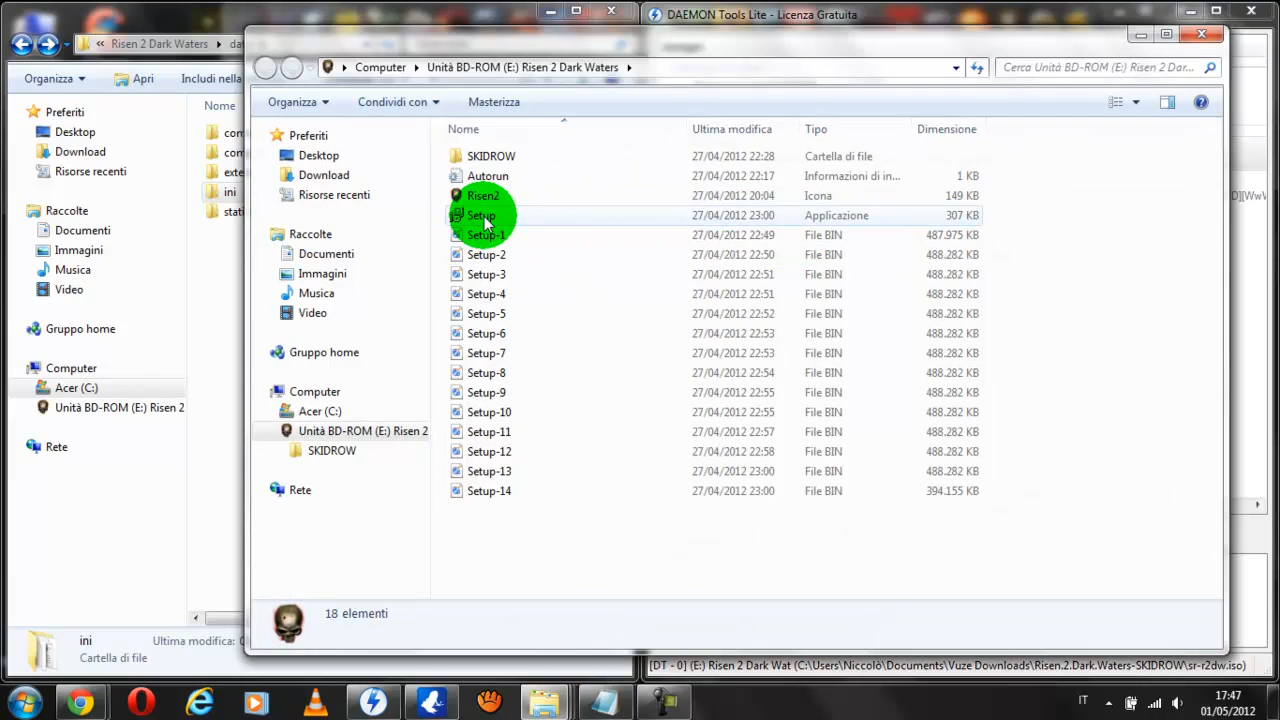 DAEMON Tools Lite - Licenza Gratuita
« Risen 2 Dark Waters ▸
Organizza
Apri
Includi nella
Nome
Preferiti
Desktop
Download
Risorse recenti
ini
Raccolte
Documenti
Immagini
Musica
Video
Gruppo home
Computer
Acer (C:)
Unità BD-ROM (E:) Risen 2
Rete
ini
Ultima modifica:
Cartella di file
Computer ▸ Unità BD-ROM (E:) Risen 2 Dark Waters ▸
Cerca Unità BD-ROM (E:) Risen 2 Dar...
Organizza
Condividi con
Masterizza
Preferiti
Desktop
Download
Risorse recenti
Raccolte
Documenti
Immagini
Musica
Video
Gruppo home
Computer
Acer (C:)
Unità BD-ROM (E:) Risen 2
SKIDROW
Rete
Nome Ultima modifica Tipo Dimensione
SKIDROW 27/04/2012 22:28 Cartella di file
Autorun 27/04/2012 22:17 Informazioni di in... 1 KB
Risen2 27/04/2012 20:04 Icona 149 KB
Setup 27/04/2012 23:00 Applicazione 307 KB
Setup-1 27/04/2012 22:49 File BIN 487.975 KB
Setup-2 27/04/2012 22:50 File BIN 488.282 KB
Setup-3 27/04/2012 22:51 File BIN 488.282 KB
Setup-4 27/04/2012 22:51 File BIN 488.282 KB
Setup-5 27/04/2012 22:52 File BIN 488.282 KB
Setup-6 27/04/2012 22:53 File BIN 488.282 KB
Setup-7 27/04/2012 22:53 File BIN 488.282 KB
Setup-8 27/04/2012 22:54 File BIN 488.282 KB
Setup-9 27/04/2012 22:55 File BIN 488.282 KB
Setup-10 27/04/2012 22:55 File BIN 488.282 KB
Setup-11 27/04/2012 22:57 File BIN 488.282 KB
Setup-12 27/04/2012 22:58 File BIN 488.282 KB
Setup-13 27/04/2012 23:00 File BIN 488.282 KB
Setup-14 27/04/2012 23:00 File BIN 394.155 KB
18 elementi
[DT - 0] (E:) Risen 2 Dark Wat (C:\Users\Niccolò\Documents\Vuze Downloads\Risen.2.Dark.Waters-SKIDROW\sr-r2dw.iso)
IT
17:47
01/05/2012